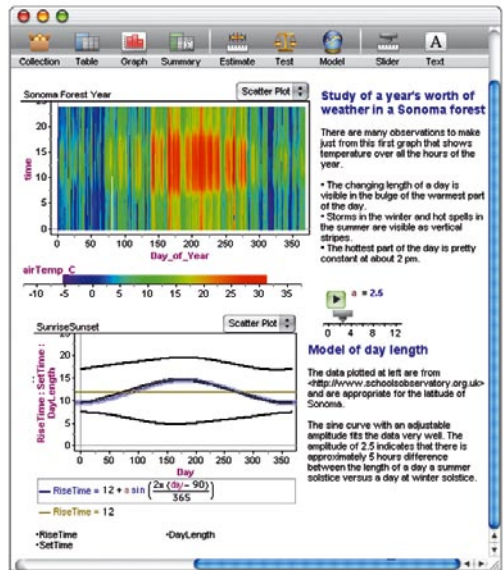 Collection Table Graph Summary Estimate Test Model Slider Text
Sonoma Forest Year
Scatter Plot
time
20
15
10
5
0
0 50 100 150 200 250 300 350
Day_of_Year
airTemp_C
-10 -5 0 5 10 15 20 25 30 35
SunriseSunset
Scatter Plot
RiseTime : SetTime :
DayLength
20
15
10
5
0
0 50 100 150 200 250 300 350
Day
RiseTime = 12 + a sin (2π (day − 90) / 365)
RiseTime = 12
•RiseTime •DayLength
•SetTime
Study of a year's worth of
weather in a Sonoma forest
There are many observations to make
just from this first graph that shows
temperature over all the hours of the
year.
• The changing length of a day is
visible in the bulge of the warmest part
of the day.
• Storms in the winter and hot spells in
the summer are visible as vertical
stripes.
• The hottest part of the day is pretty
constant at about 2 pm.
a = 2.5
0 4 8 12
Model of day length
The data plotted at left are from
<http://www.schoolsobservatory.org.uk>
and are appropriate for the latitude of
Sonoma.
The sine curve with an adjustable
amplitude fits the data very well. The
amplitude of 2.5 indicates that there is
approximately 5 hours difference
between the length of a day a summer
solstice versus a day at winter solstice.